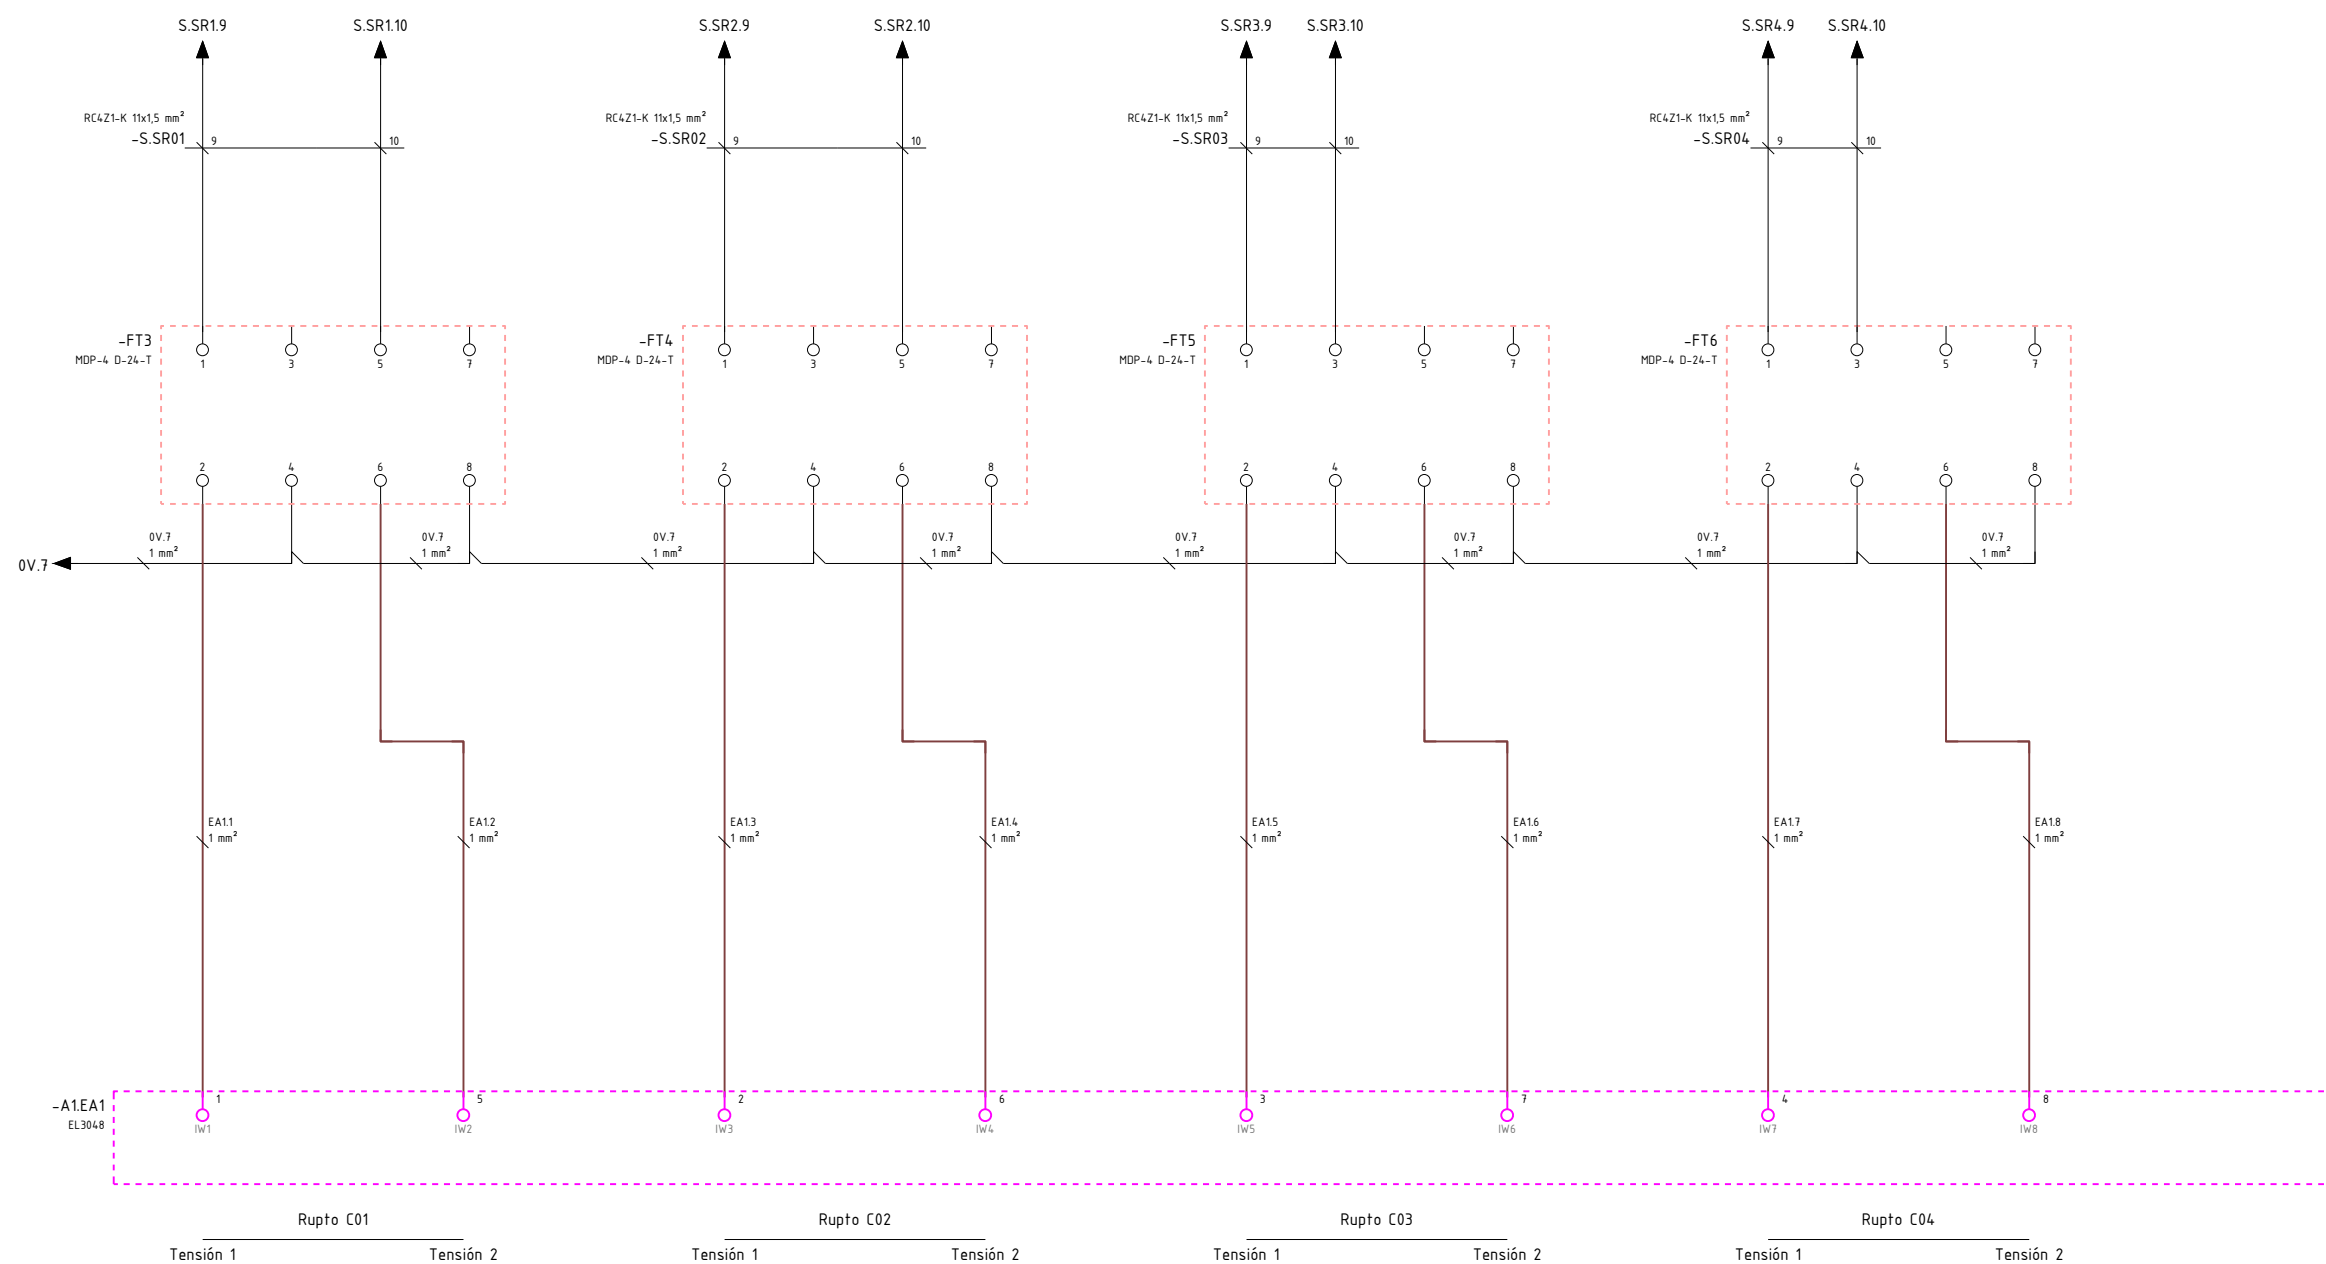 S.SR1.9 S.SR1.10 S.SR2.9 S.SR2.10 S.SR3.9 S.SR3.10 S.SR4.9 S.SR4.10
RC4Z1-K 11x1,5 mm² RC4Z1-K 11x1,5 mm² RC4Z1-K 11x1,5 mm² RC4Z1-K 11x1,5 mm²
-S.SR01 9 10 -S.SR02 9 10 -S.SR03 9 10 -S.SR04 9 10
-FT3 -FT4 -FT5 -FT6
MDP-4 D-24-T 1 3 5 7 MDP-4 D-24-T 1 3 5 7 MDP-4 D-24-T 1 3 5 7 MDP-4 D-24-T 1 3 5 7
2 4 6 8 2 4 6 8 2 4 6 8 2 4 6 8
0V.7 0V.7 0V.7 0V.7 0V.7 0V.7 0V.7 0V.7
1 mm² 1 mm² 1 mm² 1 mm² 1 mm² 1 mm² 1 mm² 1 mm²
0V.7
EA1.1 EA1.2 EA1.3 EA1.4 EA1.5 EA1.6 EA1.7 EA1.8
1 mm² 1 mm² 1 mm² 1 mm² 1 mm² 1 mm² 1 mm² 1 mm²
-A1.EA1 1 5 2 6 3 7 4 8
EL3048 IW1 IW2 IW3 IW4 IW5 IW6 IW7 IW8
Rupto C01 Rupto C02 Rupto C03 Rupto C04
Tensión 1 Tensión 2 Tensión 1 Tensión 2 Tensión 1 Tensión 2 Tensión 1 Tensión 2